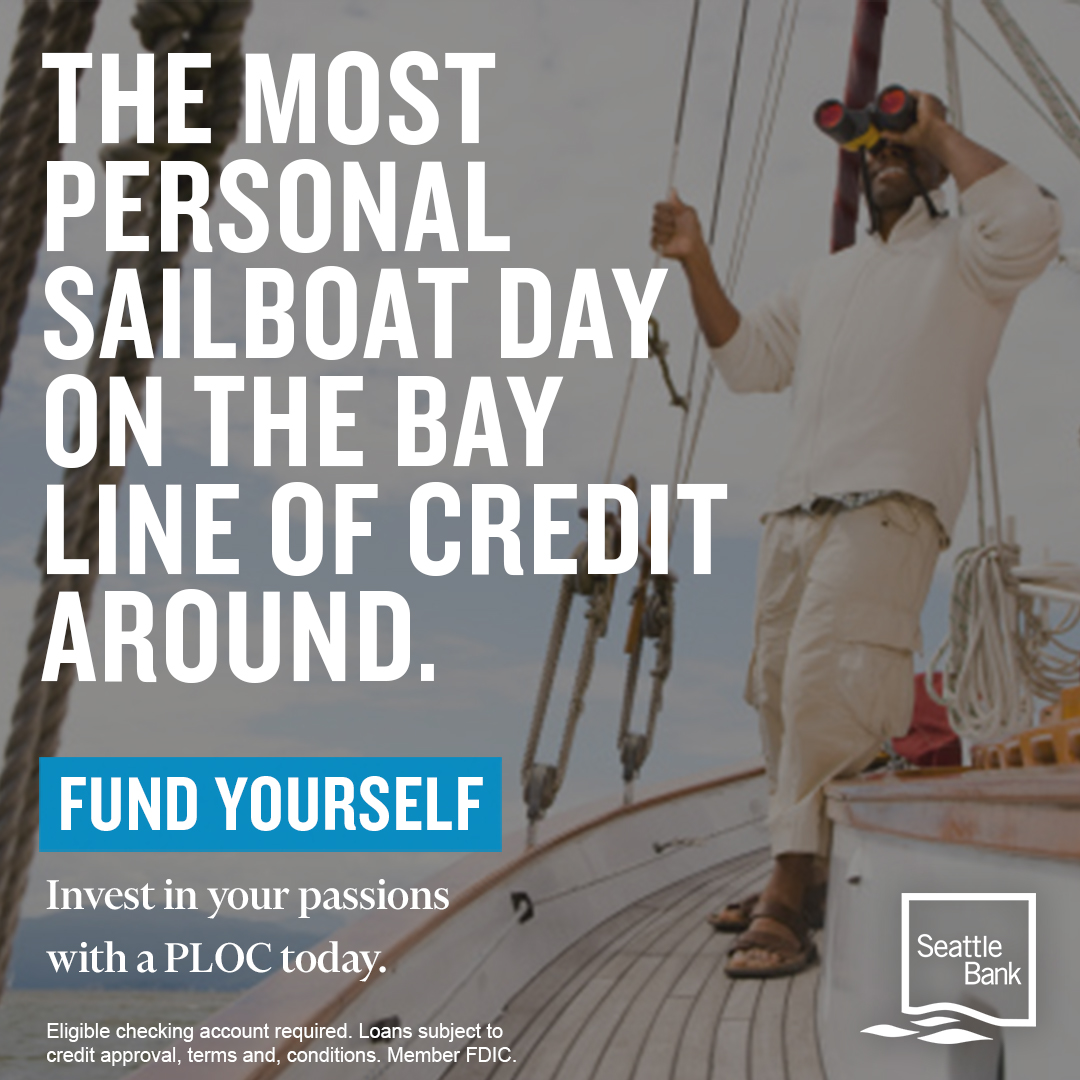 THE MOST
PERSONAL
SAILBOAT DAY
ON THE BAY
LINE OF CREDIT
AROUND.
FUND YOURSELF
Invest in your passions
with a PLOC today.
Eligible checking account required. Loans subject to
credit approval, terms and, conditions. Member FDIC.
Seattle
Bank